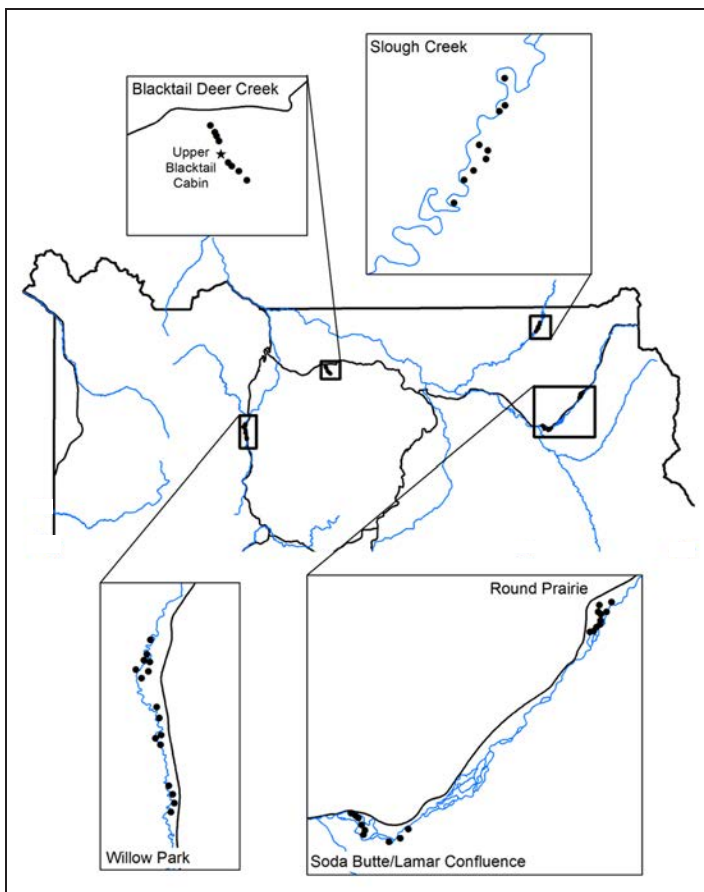 Slough Creek
Blacktail Deer Creek
Upper
Blacktail
Cabin
Round Prairie
Willow Park
Soda Butte/Lamar Confluence